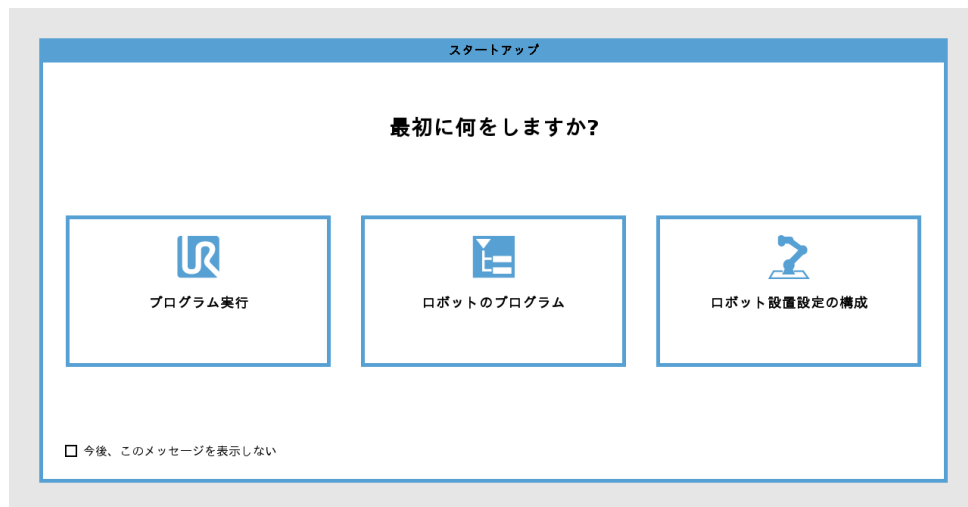 スタートアップ
最初に何をしますか?
プログラム実行
ロボットのプログラム
ロボット設置設定の構成
今後、このメッセージを表示しない